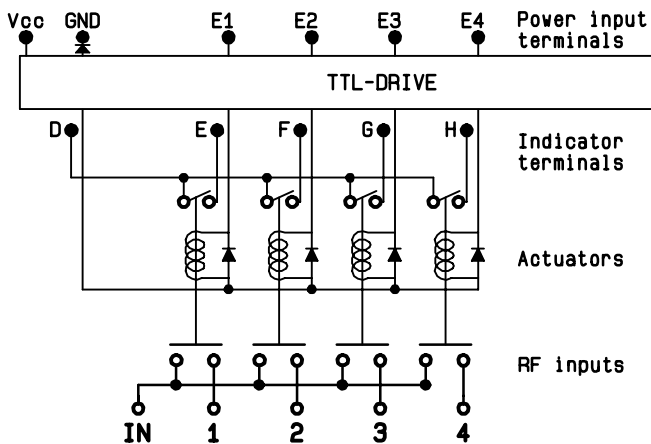 Vcc GND E1 E2 E3 E4 Power input
terminals
TTL-DRIVE
D E F G H Indicator
terminals
Actuators
RF inputs
IN 1 2 3 4